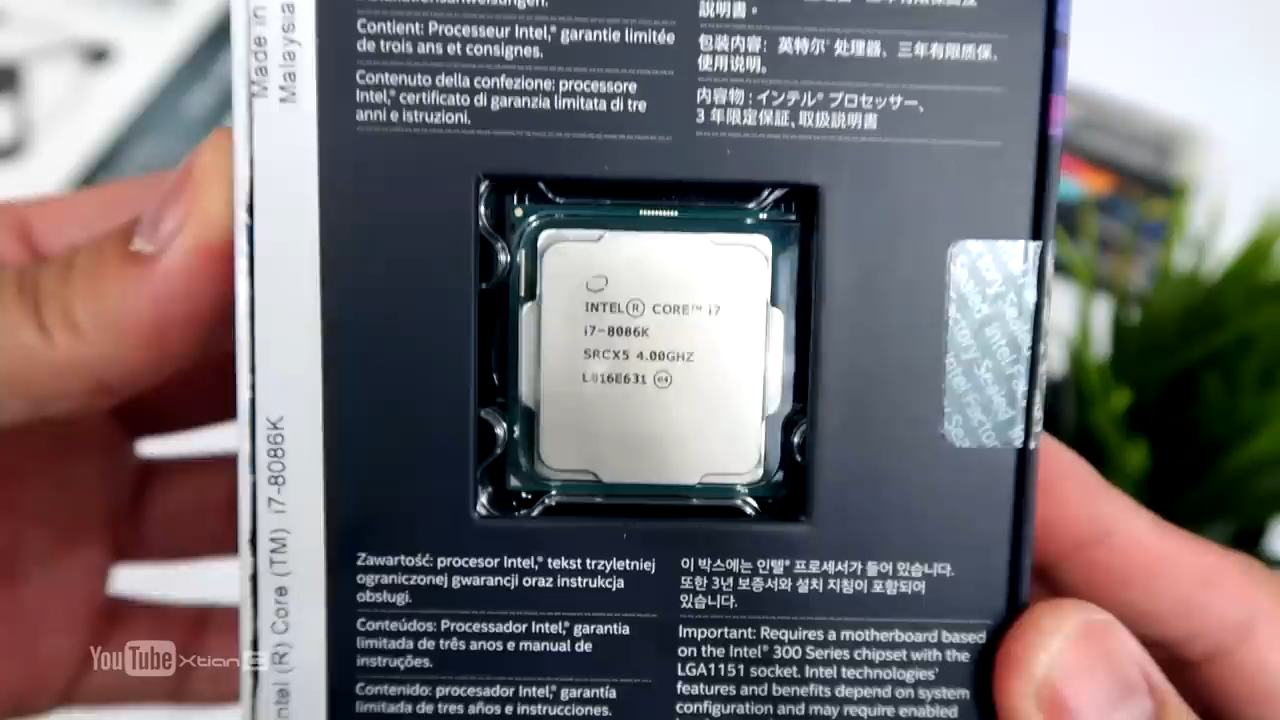 Made in
Malaysia
Intel (R) Core (TM) i7-8086K
Contient: Processeur Intel,® garantie limitée
de trois ans et consignes.
Contenuto della confezione: processore
Intel,® certificato di garanzia limitata di tre
anni e istruzioni.
説明書。
包装内容：英特尔® 处理器、三年有限质保、
使用说明。
内容物：インテル® プロセッサー、
3 年限定保証、取扱説明書
INTEL® CORE™ i7
i7-8086K
SRCX5 4.00GHZ
L816E631 e4
Intel Factory Sealed
Zawartość: procesor Intel,® tekst trzyletniej
ograniczonej gwarancji oraz instrukcja
obsługi.
Conteúdos: Processador Intel,® garantia
limitada de três anos e manual de
instruções.
Contenido: procesador Intel,® garantía
limitada de tres años e instrucciones.
이 박스에는 인텔® 프로세서가 들어 있습니다.
또한 3년 보증서와 설치 지침이 포함되어
있습니다.
Important: Requires a motherboard based
on the Intel® 300 Series chipset with the
LGA1151 socket. Intel technologies'
features and benefits depend on system
configuration and may require enabled
YouTube Xtian